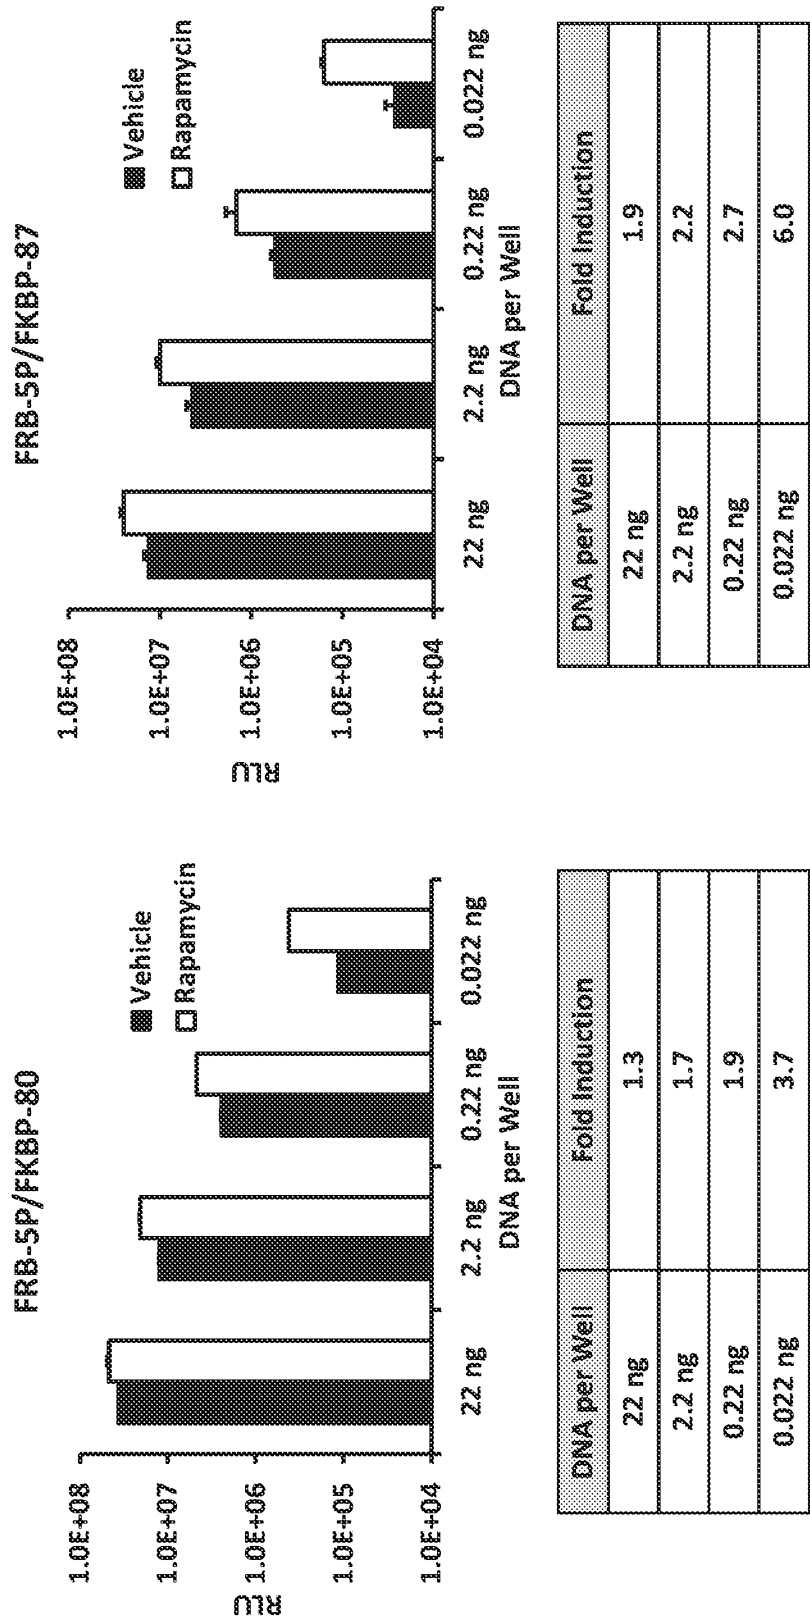 FRB-5P/FKBP-80
Vehicle
Rapamycin
1.0E+08
1.0E+07
1.0E+06
1.0E+05
1.0E+04
RLU
22 ng
2.2 ng
0.22 ng
0.022 ng
DNA per Well
DNA per Well Fold Induction
22 ng 1.3
2.2 ng 1.7
0.22 ng 1.9
0.022 ng 3.7
FRB-5P/FKBP-87
Vehicle
Rapamycin
1.0E+08
1.0E+07
1.0E+06
1.0E+05
1.0E+04
RLU
22 ng
2.2 ng
0.22 ng
0.022 ng
DNA per Well
DNA per Well Fold Induction
22 ng 1.9
2.2 ng 2.2
0.22 ng 2.7
0.022 ng 6.0